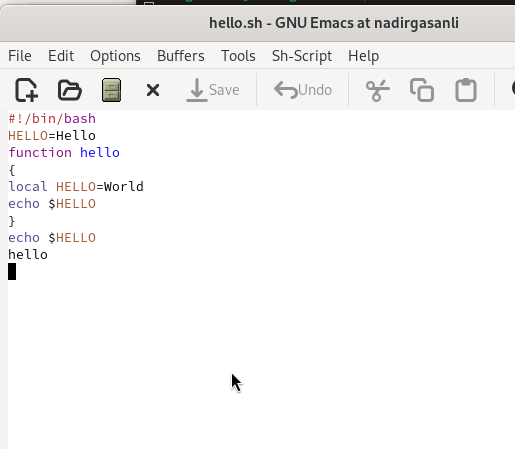 hello.sh - GNU Emacs at nadirgasanli
File Edit Options Buffers Tools Sh-Script Help
Save Undo
#!/bin/bash
HELLO=Hello
function hello
{
local HELLO=World
echo $HELLO
}
echo $HELLO
hello